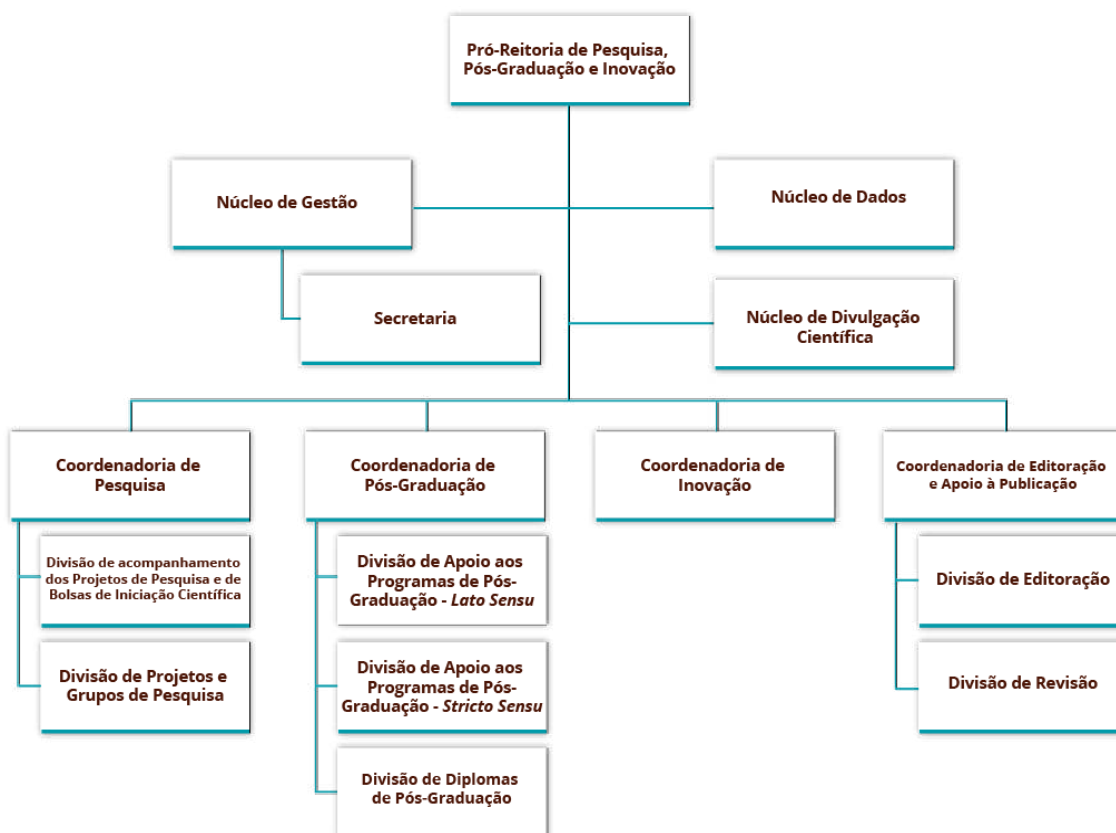 Pró-Reitoria de Pesquisa,
Pós-Graduação e Inovação
Núcleo de Gestão
Núcleo de Dados
Secretaria
Núcleo de Divulgação
Científica
Coordenadoria de
Pesquisa
Coordenadoria de
Pós-Graduação
Coordenadoria de
Inovação
Coordenadoria de Editoração
e Apoio à Publicação
Divisão de acompanhamento
dos Projetos de Pesquisa e de
Bolsas de Iniciação Científica
Divisão de Apoio aos
Programas de Pós-
Graduação - Lato Sensu
Divisão de Editoração
Divisão de Projetos e
Grupos de Pesquisa
Divisão de Apoio aos
Programas de Pós-
Graduação - Stricto Sensu
Divisão de Revisão
Divisão de Diplomas
de Pós-Graduação